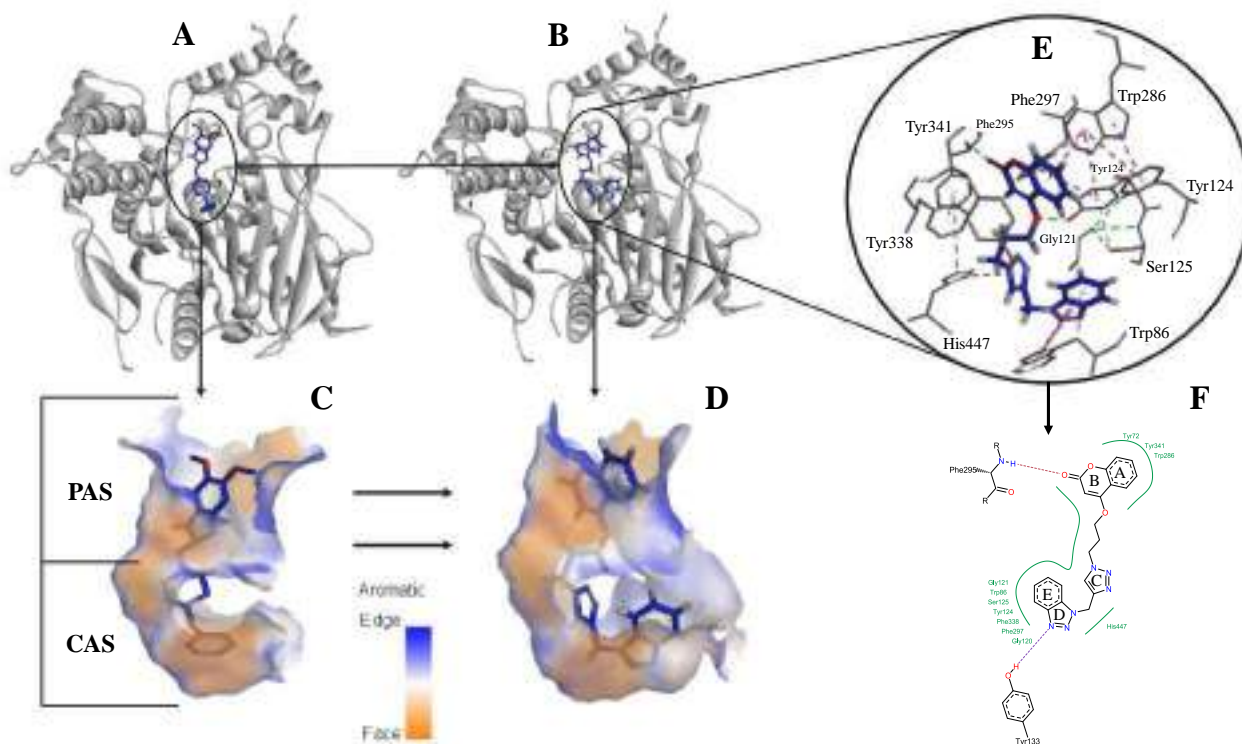 A
B
E
Phe297
Trp286
Tyr341
Phe295
Tyr124
Tyr124
Tyr338
Gly121
Ser125
His447
Trp86
C
D
F
PAS
CAS
Aromatic
Edge
Face
Tyr72
Tyr341
Trp286
R
N
H
Phe295
O
R
O
O
B
A
O
N
N
C
N
Gly121
Trp86
Ser125
Tyr124
Phe338
Phe297
Gly120
E
D
N
N
N
His447
H
O
Tyr133